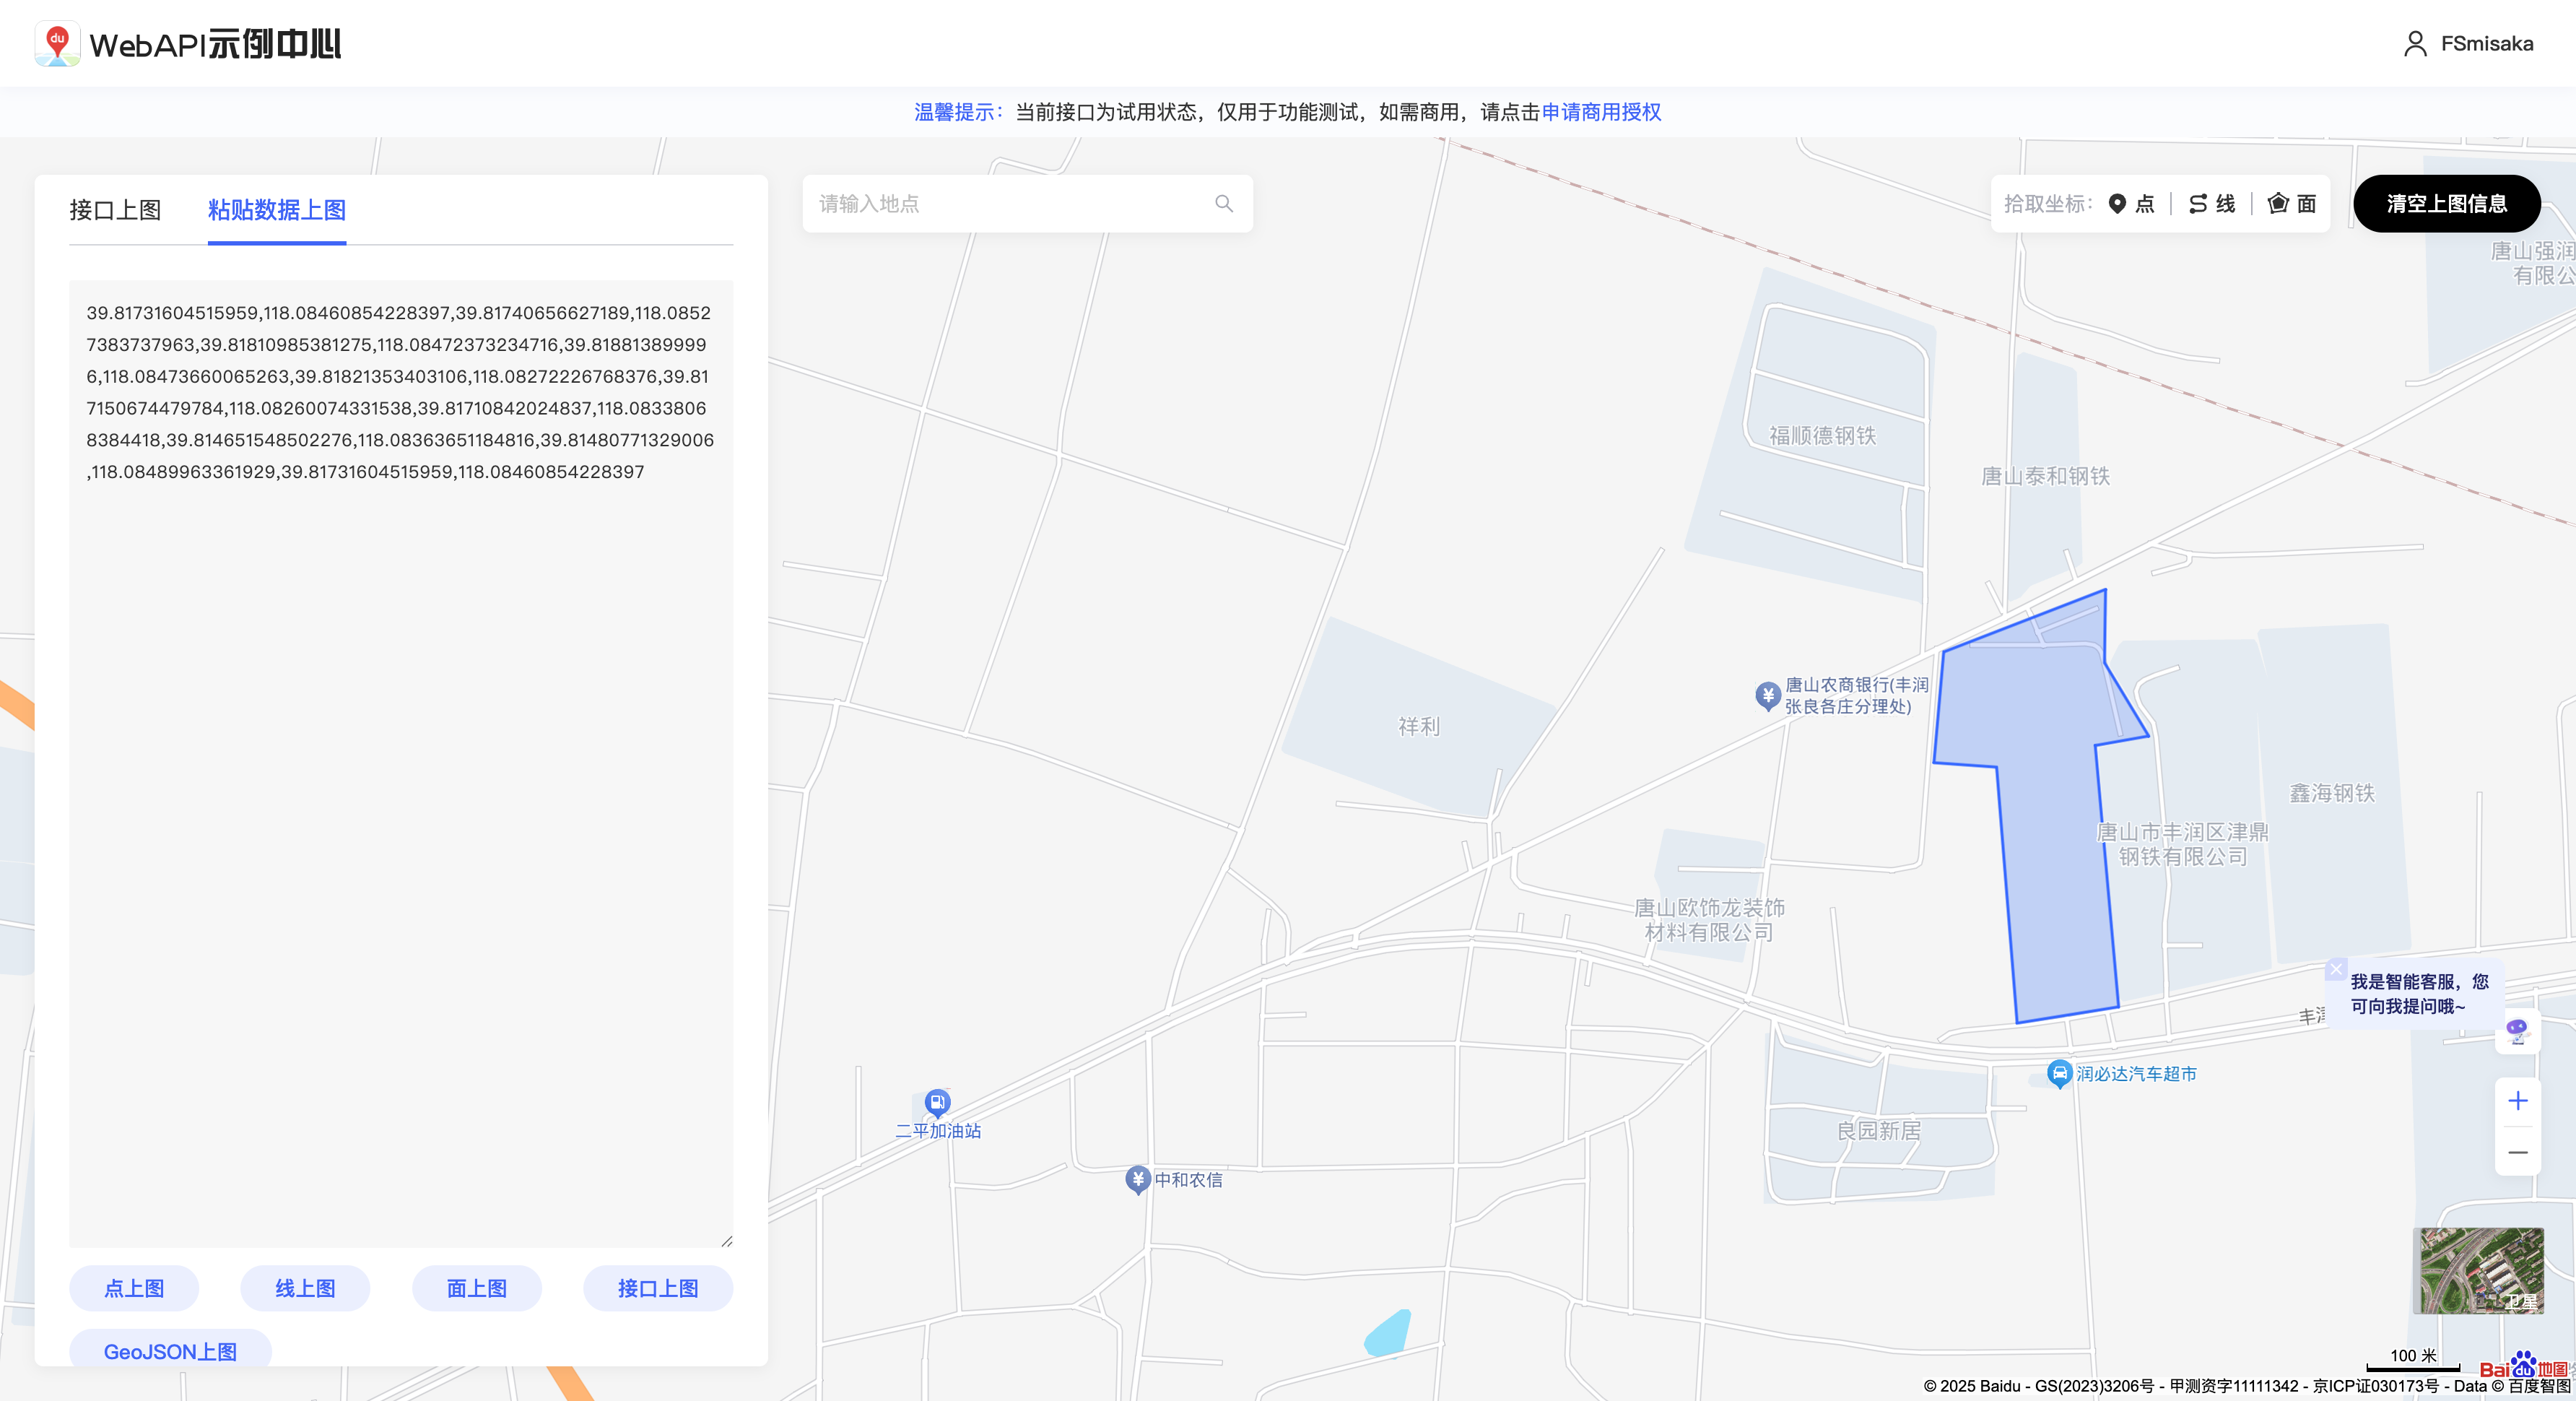 WebAPI示例中心
FSmisaka
温馨提示：当前接口为试用状态，仅用于功能测试，如需商用，请点击申请商用授权
接口上图
粘贴数据上图
39.81731604515959,118.08460854228397,39.81740656627189,118.0852
7383737963,39.81810985381275,118.08472373234716,39.81881389999
6,118.08473660065263,39.81821353403106,118.08272226768376,39.81
7150674479784,118.08260074331538,39.81710842024837,118.0833806
8384418,39.814651548502276,118.08363651184816,39.81480771329006
,118.08489963361929,39.81731604515959,118.08460854228397
点上图
线上图
面上图
接口上图
GeoJSON上图
请输入地点
拾取坐标：
点
线
面
清空上图信息
唐山强润
有限公
福顺德钢铁
唐山泰和钢铁
唐山农商银行(丰润
张良各庄分理处)
祥利
鑫海钢铁
唐山市丰润区津鼎
钢铁有限公司
唐山欧饰龙装饰
材料有限公司
我是智能客服，您
可向我提问哦~
丰
润必达汽车超市
二平加油站
良园新居
中和农信
卫星
100 米
Bai du 地图
© 2025 Baidu - GS(2023)3206号 - 甲测资字11111342 - 京ICP证030173号 - Data © 百度智图